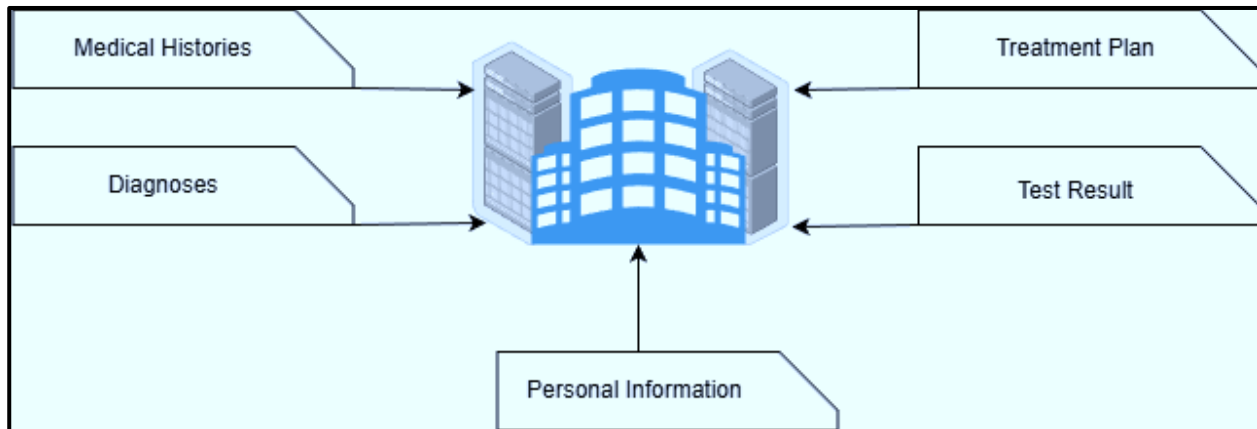 Medical Histories
Treatment Plan
Diagnoses
Test Result
Personal Information